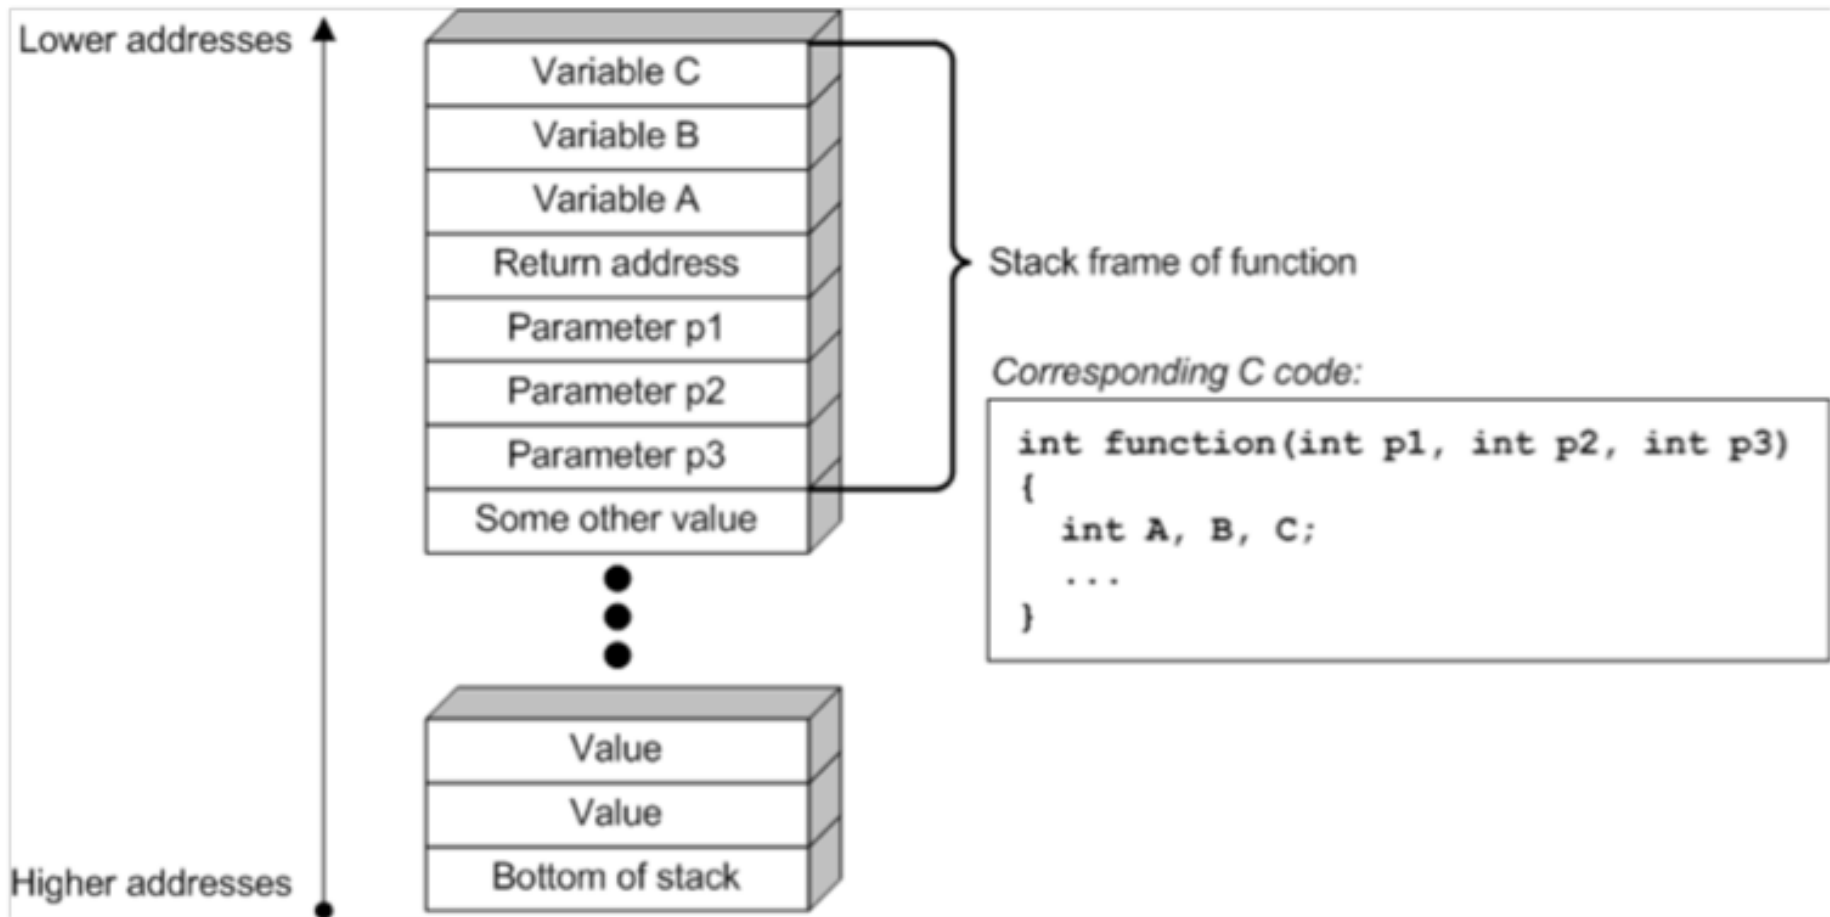 Lower addresses
Variable C
Variable B
Variable A
Return address
Parameter p1
Parameter p2
Parameter p3
Some other value
Stack frame of function
Corresponding C code:
int function(int p1, int p2, int p3)
{
int A, B, C;
...
}
Value
Value
Bottom of stack
Higher addresses